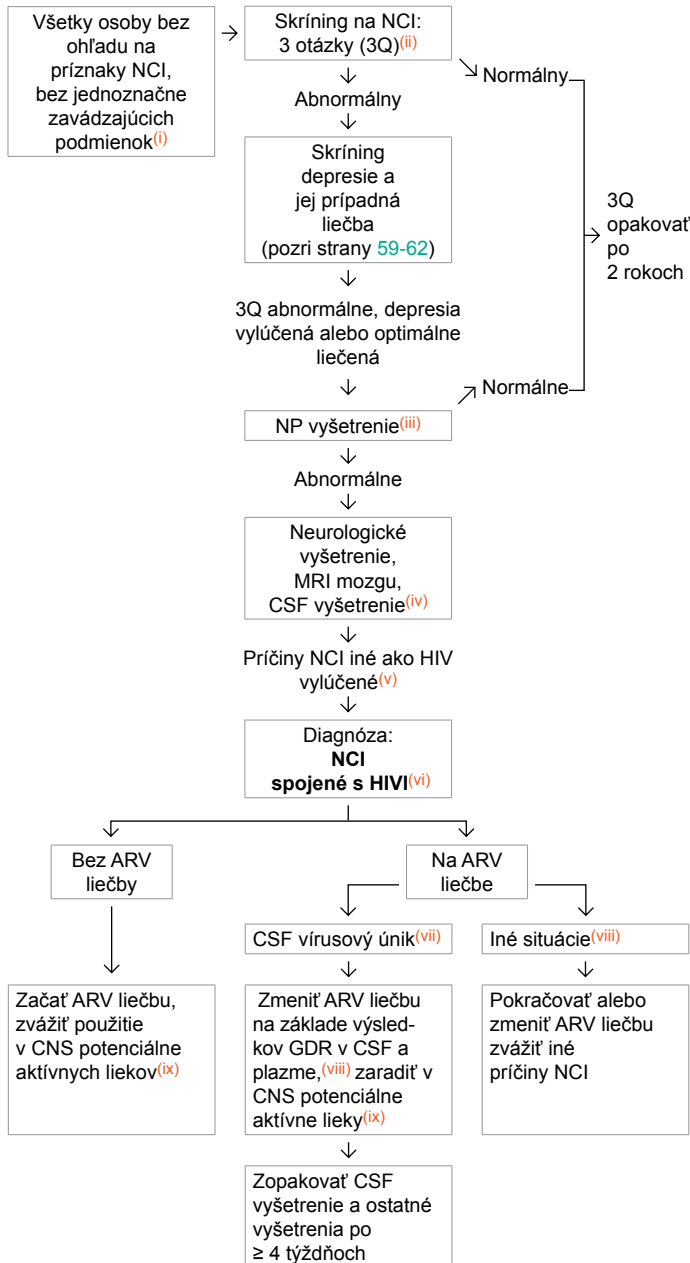 Všetky osoby bez
ohľadu na
príznaky NCI,
bez jednoznačne
zavádzajúcich
podmienok(i)
Skríning na NCI:
3 otázky (3Q)(ii)
Normálny
Abnormálny
Skríning
depresie a
jej prípadná
liečba
(pozri strany 59-62)
3Q
opakovať
po
2 rokoch
3Q abnormálne, depresia
vylúčená alebo optimálne
liečená
Normálne
NP vyšetrenie(iii)
Abnormálne
Neurologické
vyšetrenie,
MRI mozgu,
CSF vyšetrenie(iv)
Príčiny NCI iné ako HIV
vylúčené(v)
Diagnóza:
NCI
spojené s HIVI(vi)
Bez ARV
liečby
Na ARV
liečbe
CSF vírusový únik(vii)
Iné situácie(viii)
Začať ARV liečbu,
zvážiť použitie
v CNS potenciálne
aktívnych liekov(ix)
Zmeniť ARV liečbu
na základe výsled-
kov GDR v CSF a
plazme,(viii) zaradiť v
CNS potenciálne
aktívne lieky(ix)
Pokračovať alebo
zmeniť ARV liečbu
zvážiť iné
príčiny NCI
Zopakovať CSF
vyšetrenie a ostatné
vyšetrenia po
≥ 4 týždňoch